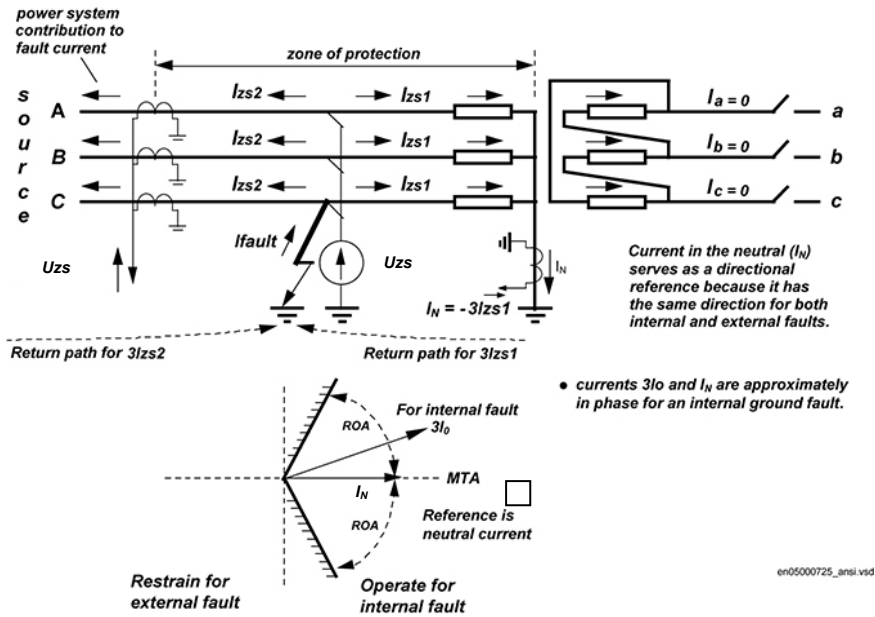 power system
contribution to
fault current
zone of protection
source
A
Izs2
Izs1
Ia = 0
a
B
Izs2
Izs1
Ib = 0
b
C
Izs2
Izs1
Ic = 0
c
Uzs
Ifault
Uzs
IN
IN = -3Izs1
Current in the neutral (IN)
serves as a directional
reference because it has
the same direction for both
internal and external faults.
Return path for 3Izs2
Return path for 3Izs1
• currents 3Io and IN are approximately
in phase for an internal ground fault.
ROA
For internal fault
3I0
IN
MTA
ROA
Reference is
neutral current
Restrain for
external fault
Operate for
internal fault
en05000725_ansi.vsd